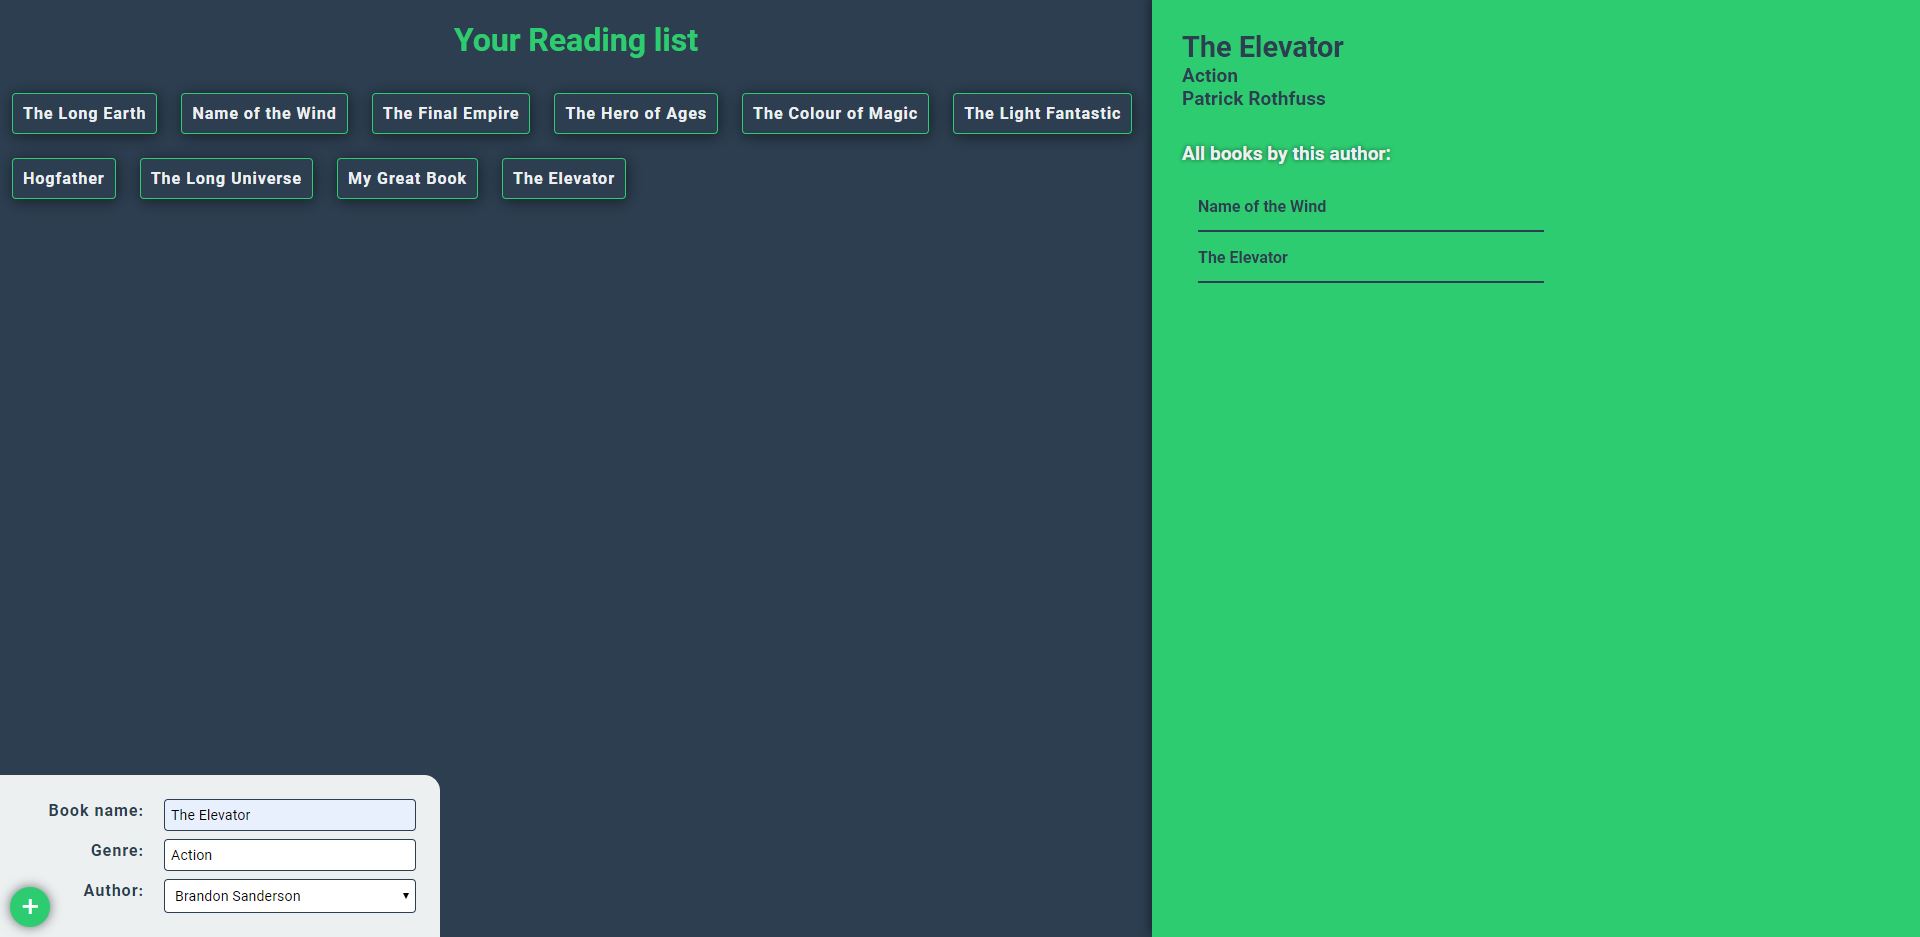 Your Reading list
The Long Earth Name of the Wind The Final Empire The Hero of Ages The Colour of Magic The Light Fantastic
Hogfather The Long Universe My Great Book The Elevator
Book name: The Elevator
Genre: Action
Author: Brandon Sanderson
+
The Elevator
Action
Patrick Rothfuss
All books by this author:
Name of the Wind
The Elevator